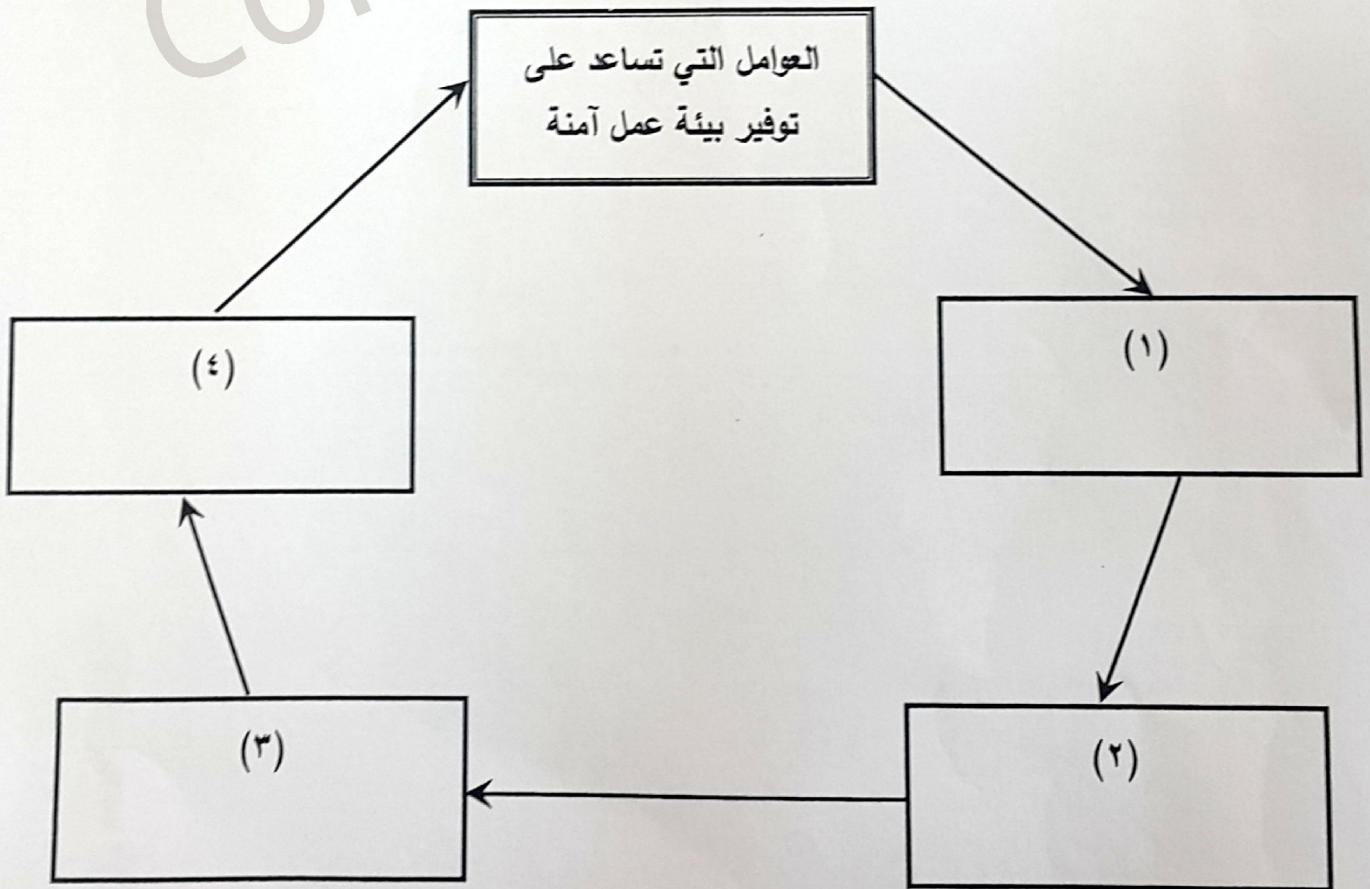 العوامل التي تساعد على
توفير بيئة عمل آمنة
(١)
(٢)
(٣)
(٤)